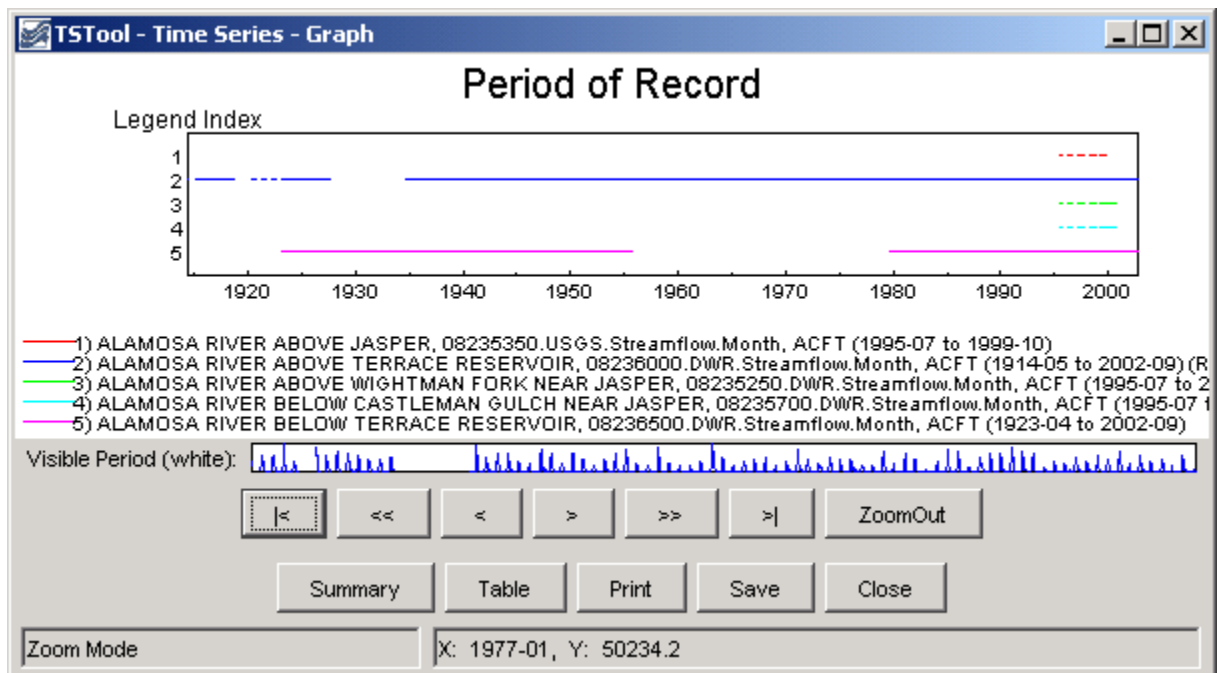 TSTool - Time Series - Graph
Period of Record
Legend Index
1
2
3
4
5
1920 1930 1940 1950 1960 1970 1980 1990 2000
1) ALAMOSA RIVER ABOVE JASPER, 08235350.USGS.Streamflow.Month, ACFT (1995-07 to 1999-10)
2) ALAMOSA RIVER ABOVE TERRACE RESERVOIR, 08236000.DWR.Streamflow.Month, ACFT (1914-05 to 2002-09) (R
3) ALAMOSA RIVER ABOVE WIGHTMAN FORK NEAR JASPER, 08235250.DWR.Streamflow.Month, ACFT (1995-07 to 2
4) ALAMOSA RIVER BELOW CASTLEMAN GULCH NEAR JASPER, 08235700.DWR.Streamflow.Month, ACFT (1995-07 t
5) ALAMOSA RIVER BELOW TERRACE RESERVOIR, 08236500.DWR.Streamflow.Month, ACFT (1923-04 to 2002-09)
Visible Period (white):
|< << < > >> >| ZoomOut
Summary Table Print Save Close
Zoom Mode X: 1977-01, Y: 50234.2